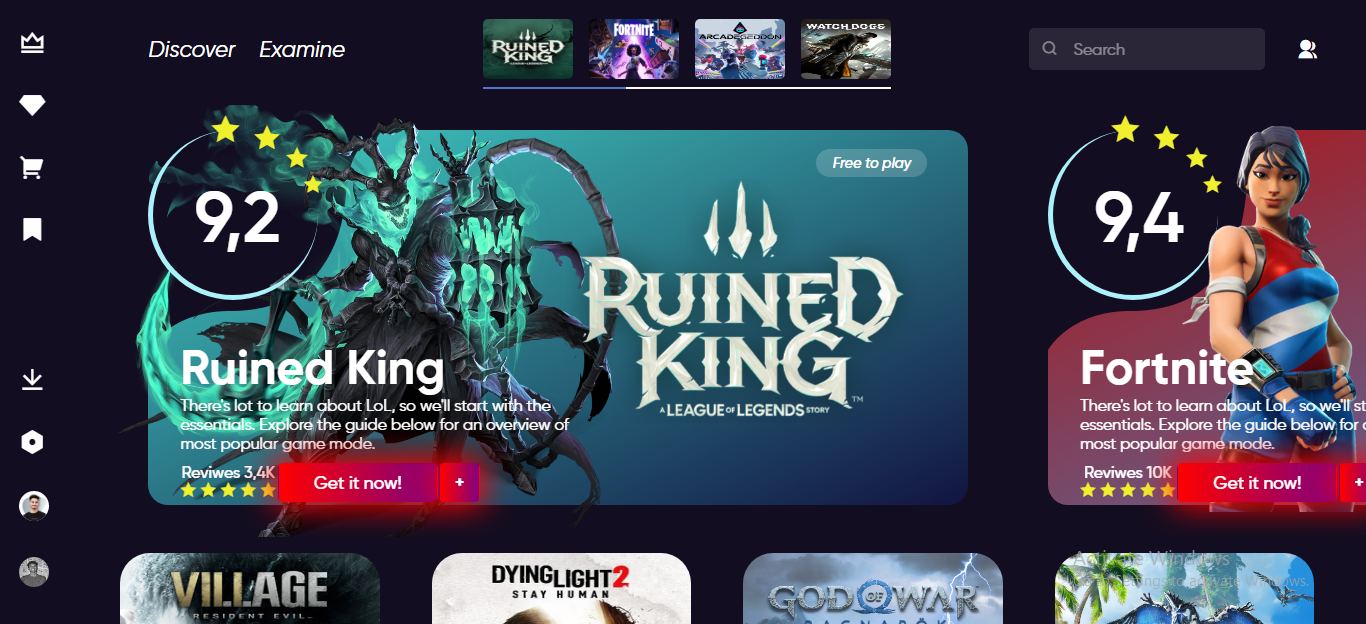 Discover Examine
RUINED KING
A LEAGUE OF LEGENDS STORY
FORTNITE
ARCADEGEDDON
WATCH DOGS
Search
9,2
Free to play
RUINED
KING
A LEAGUE OF LEGENDS STORY ™
Ruined King
There's lot to learn about LoL, so we'll start with the
essentials. Explore the guide below for an overview of
most popular game mode.
Reviwes 3,4K
Get it now! +
9,4
Fortnite
There's lot to learn about LoL, so we'll st
essentials. Explore the guide below for
most popular game mode.
Reviwes 10K
Get it now! +
VILLAGE
RESIDENT EVIL
DYING LIGHT 2
STAY HUMAN
GOD OF WAR
RAGNARÖK
Activate Windows
to activate Windows.